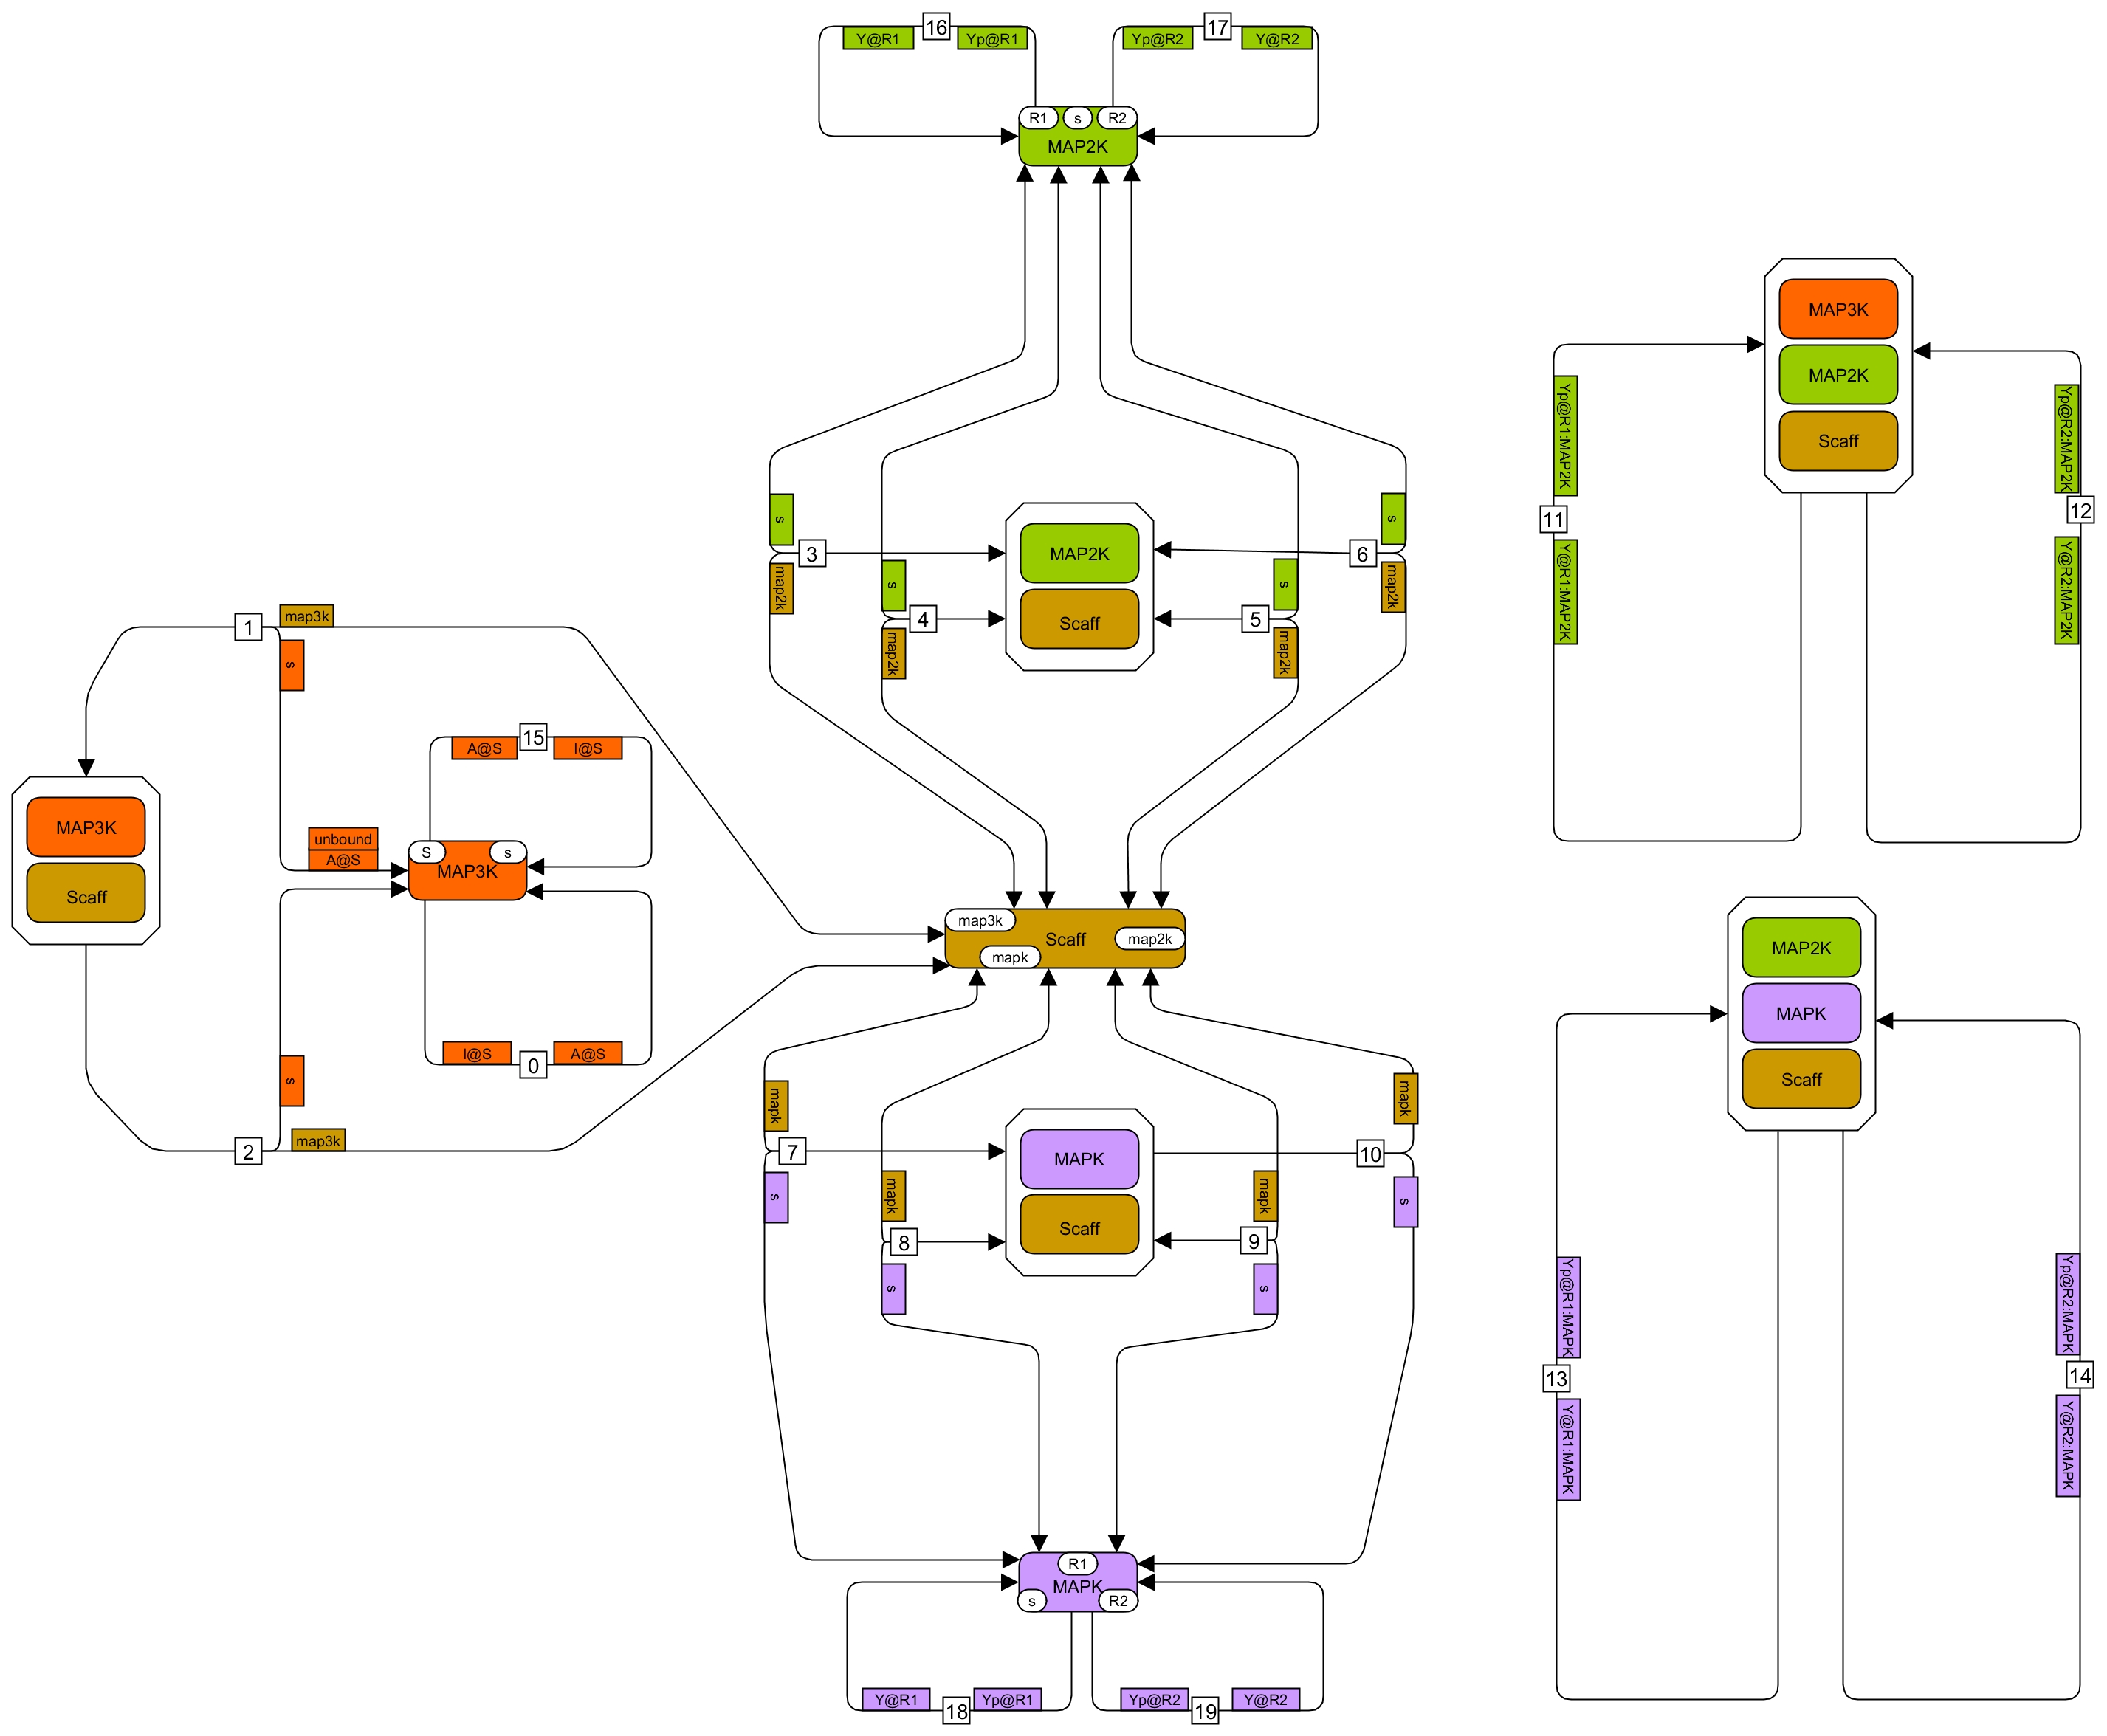 16
17
Y@R1
Yp@R1
Yp@R2
Y@R2
R1
s
R2
MAP2K
MAP3K
MAP2K
Scaff
Yp@R1:MAP2K
11
Y@R1:MAP2K
Yp@R2:MAP2K
12
Y@R2:MAP2K
s
3
map2k
s
4
map2k
MAP2K
Scaff
s
5
map2k
s
6
map2k
1
map3k
s
MAP3K
Scaff
15
A@S
I@S
unbound
A@S
S
s
MAP3K
I@S
0
A@S
s
2
map3k
map3k
Scaff
map2k
mapk
MAP2K
MAPK
Scaff
mapk
7
s
mapk
8
s
MAPK
Scaff
mapk
9
s
mapk
10
s
Yp@R1:MAPK
13
Y@R1:MAPK
Yp@R2:MAPK
14
Y@R2:MAPK
R1
MAPK
s
R2
Y@R1
18
Yp@R1
Yp@R2
19
Y@R2